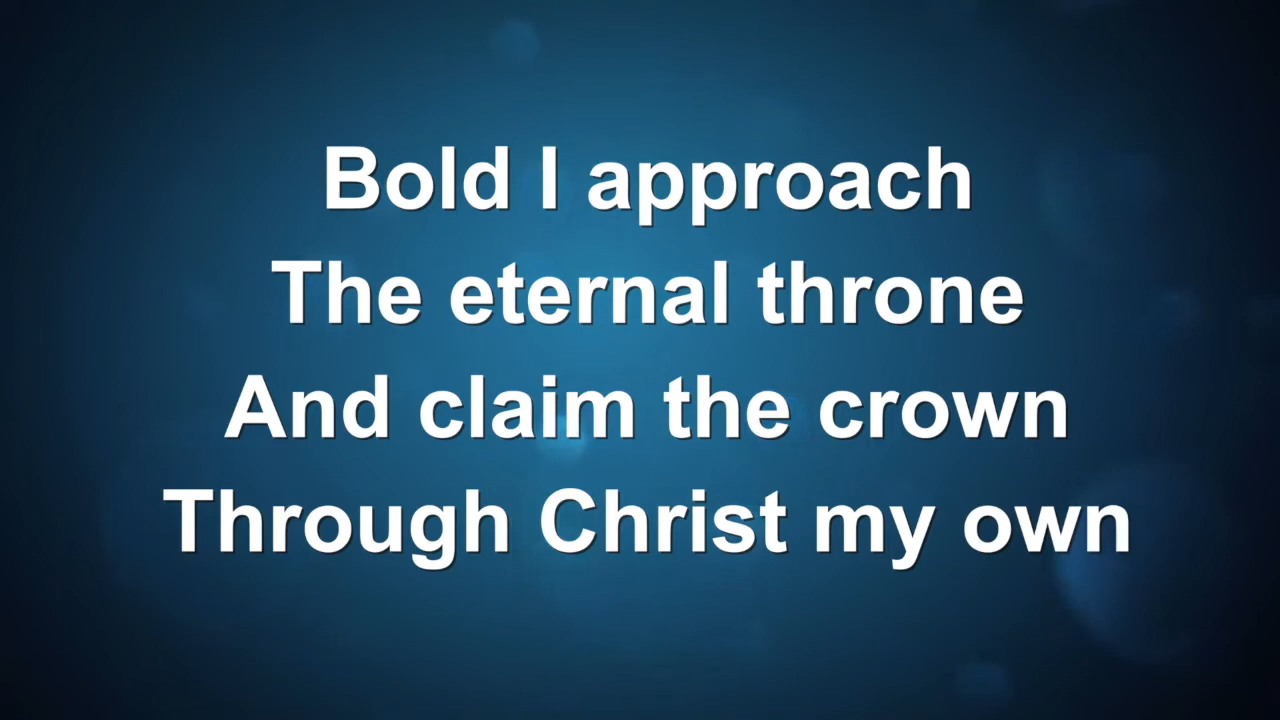 Bold I approach
The eternal throne
And claim the crown
Through Christ my own